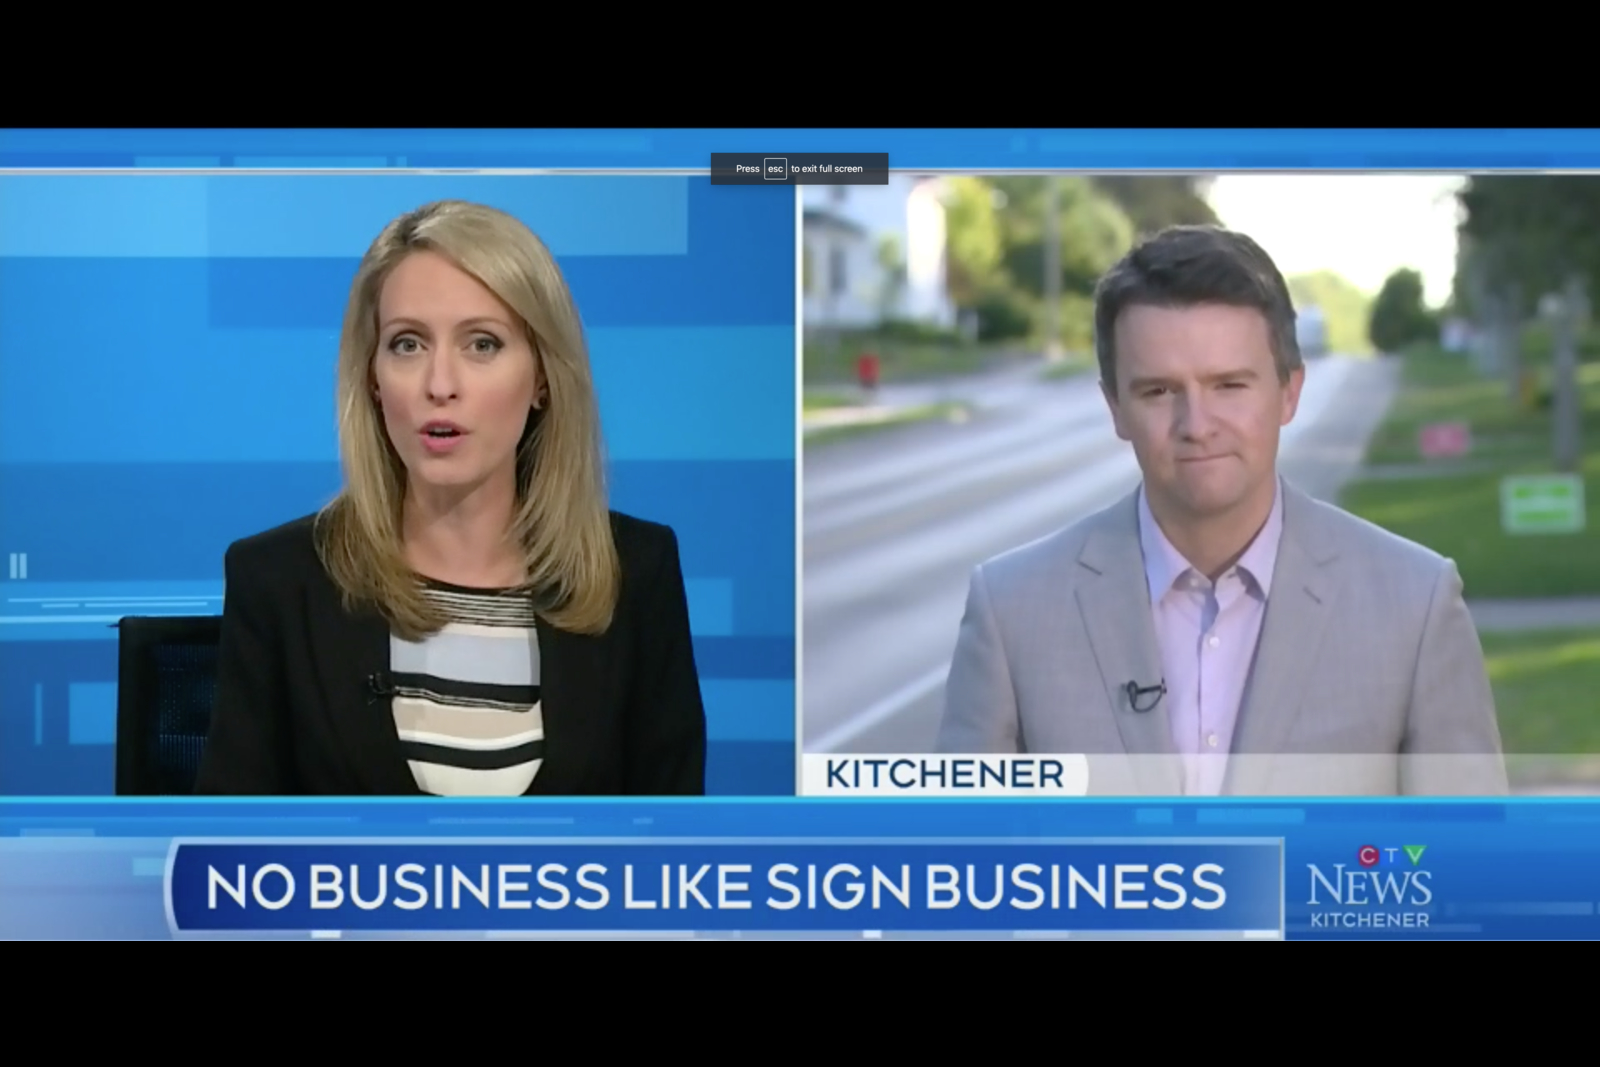 Press esc to exit full screen
KITCHENER
NO BUSINESS LIKE SIGN BUSINESS
CTV
NEWS
KITCHENER